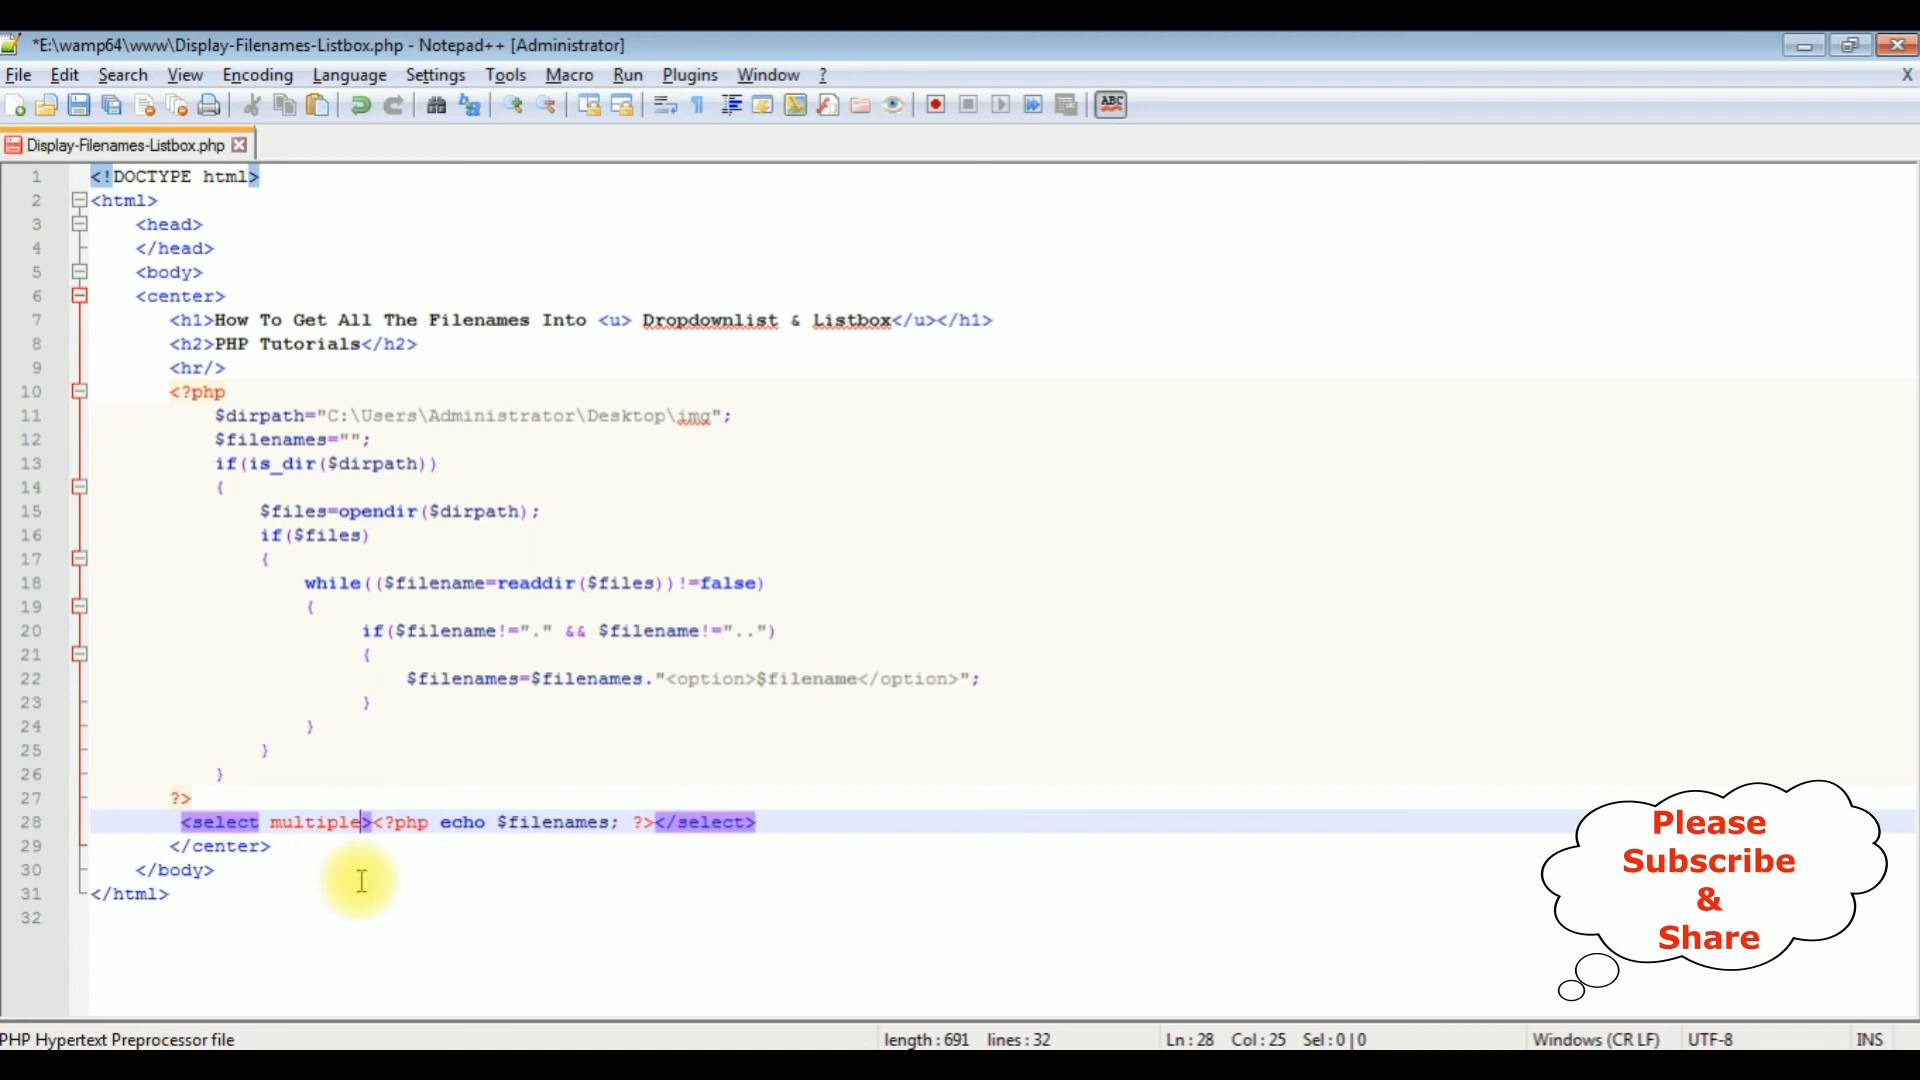 *E:\wamp64\www\Display-Filenames-Listbox.php - Notepad++ [Administrator]
File Edit Search View Encoding Language Settings Tools Macro Run Plugins Window ? X
ABC
Display-Filenames-Listbox.php
1 <!DOCTYPE html>
2 <html>
3 <head>
4 </head>
5 <body>
6 <center>
7 <h1>How To Get All The Filenames Into <u> Dropdownlist & Listbox</u></h1>
8 <h2>PHP Tutorials</h2>
9 <hr/>
10 <?php
11 $dirpath="C:\Users\Administrator\Desktop\img";
12 $filenames="";
13 if(is_dir($dirpath))
14 {
15 $files=opendir($dirpath);
16 if($files)
17 {
18 while(($filename=readdir($files))!=false)
19 {
20 if($filename!="." && $filename!="..")
21 {
22 $filenames=$filenames."<option>$filename</option>";
23 }
24 }
25 }
26 }
27 ?>
28 <select multiple><?php echo $filenames; ?></select>
29 </center>
30 </body>
31 </html>
32
Please
Subscribe
&
Share
PHP Hypertext Preprocessor file length : 691 lines : 32 Ln : 28 Col : 25 Sel : 0 | 0 Windows (CR LF) UTF-8 INS